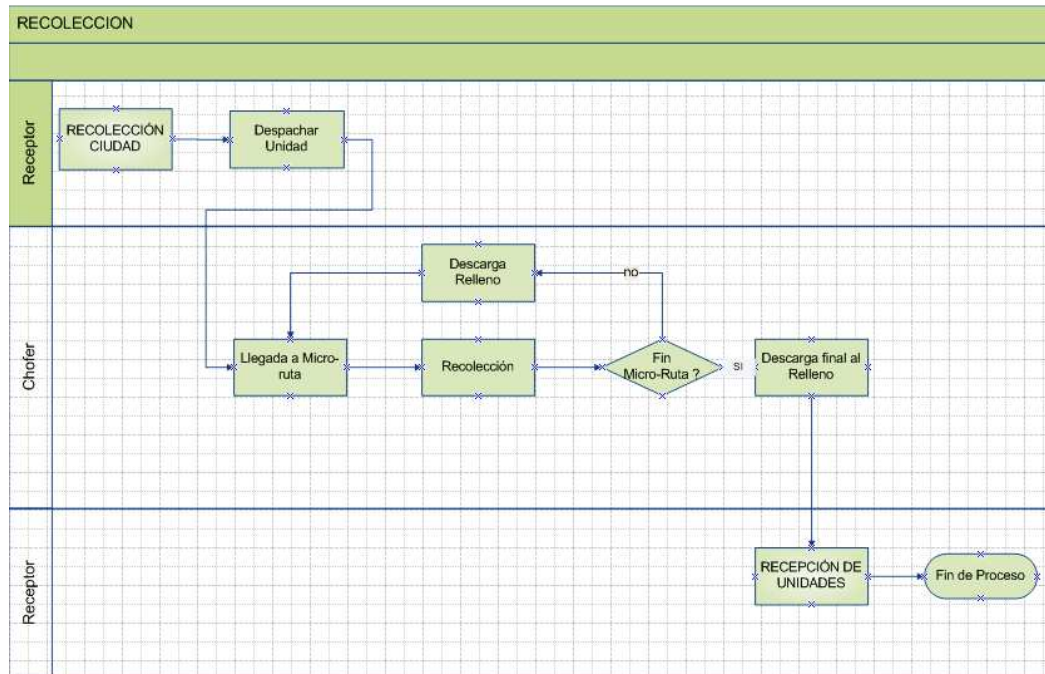 RECOLECCION
Receptor
RECOLECCIÓN
CIUDAD
Despachar
Unidad
Chofer
Descarga
Relleno
no
Llegada a Micro-
ruta
Recolección
Fin
Micro-Ruta ?
SI
Descarga final al
Relleno
Receptor
RECEPCIÓN DE
UNIDADES
Fin de Proceso